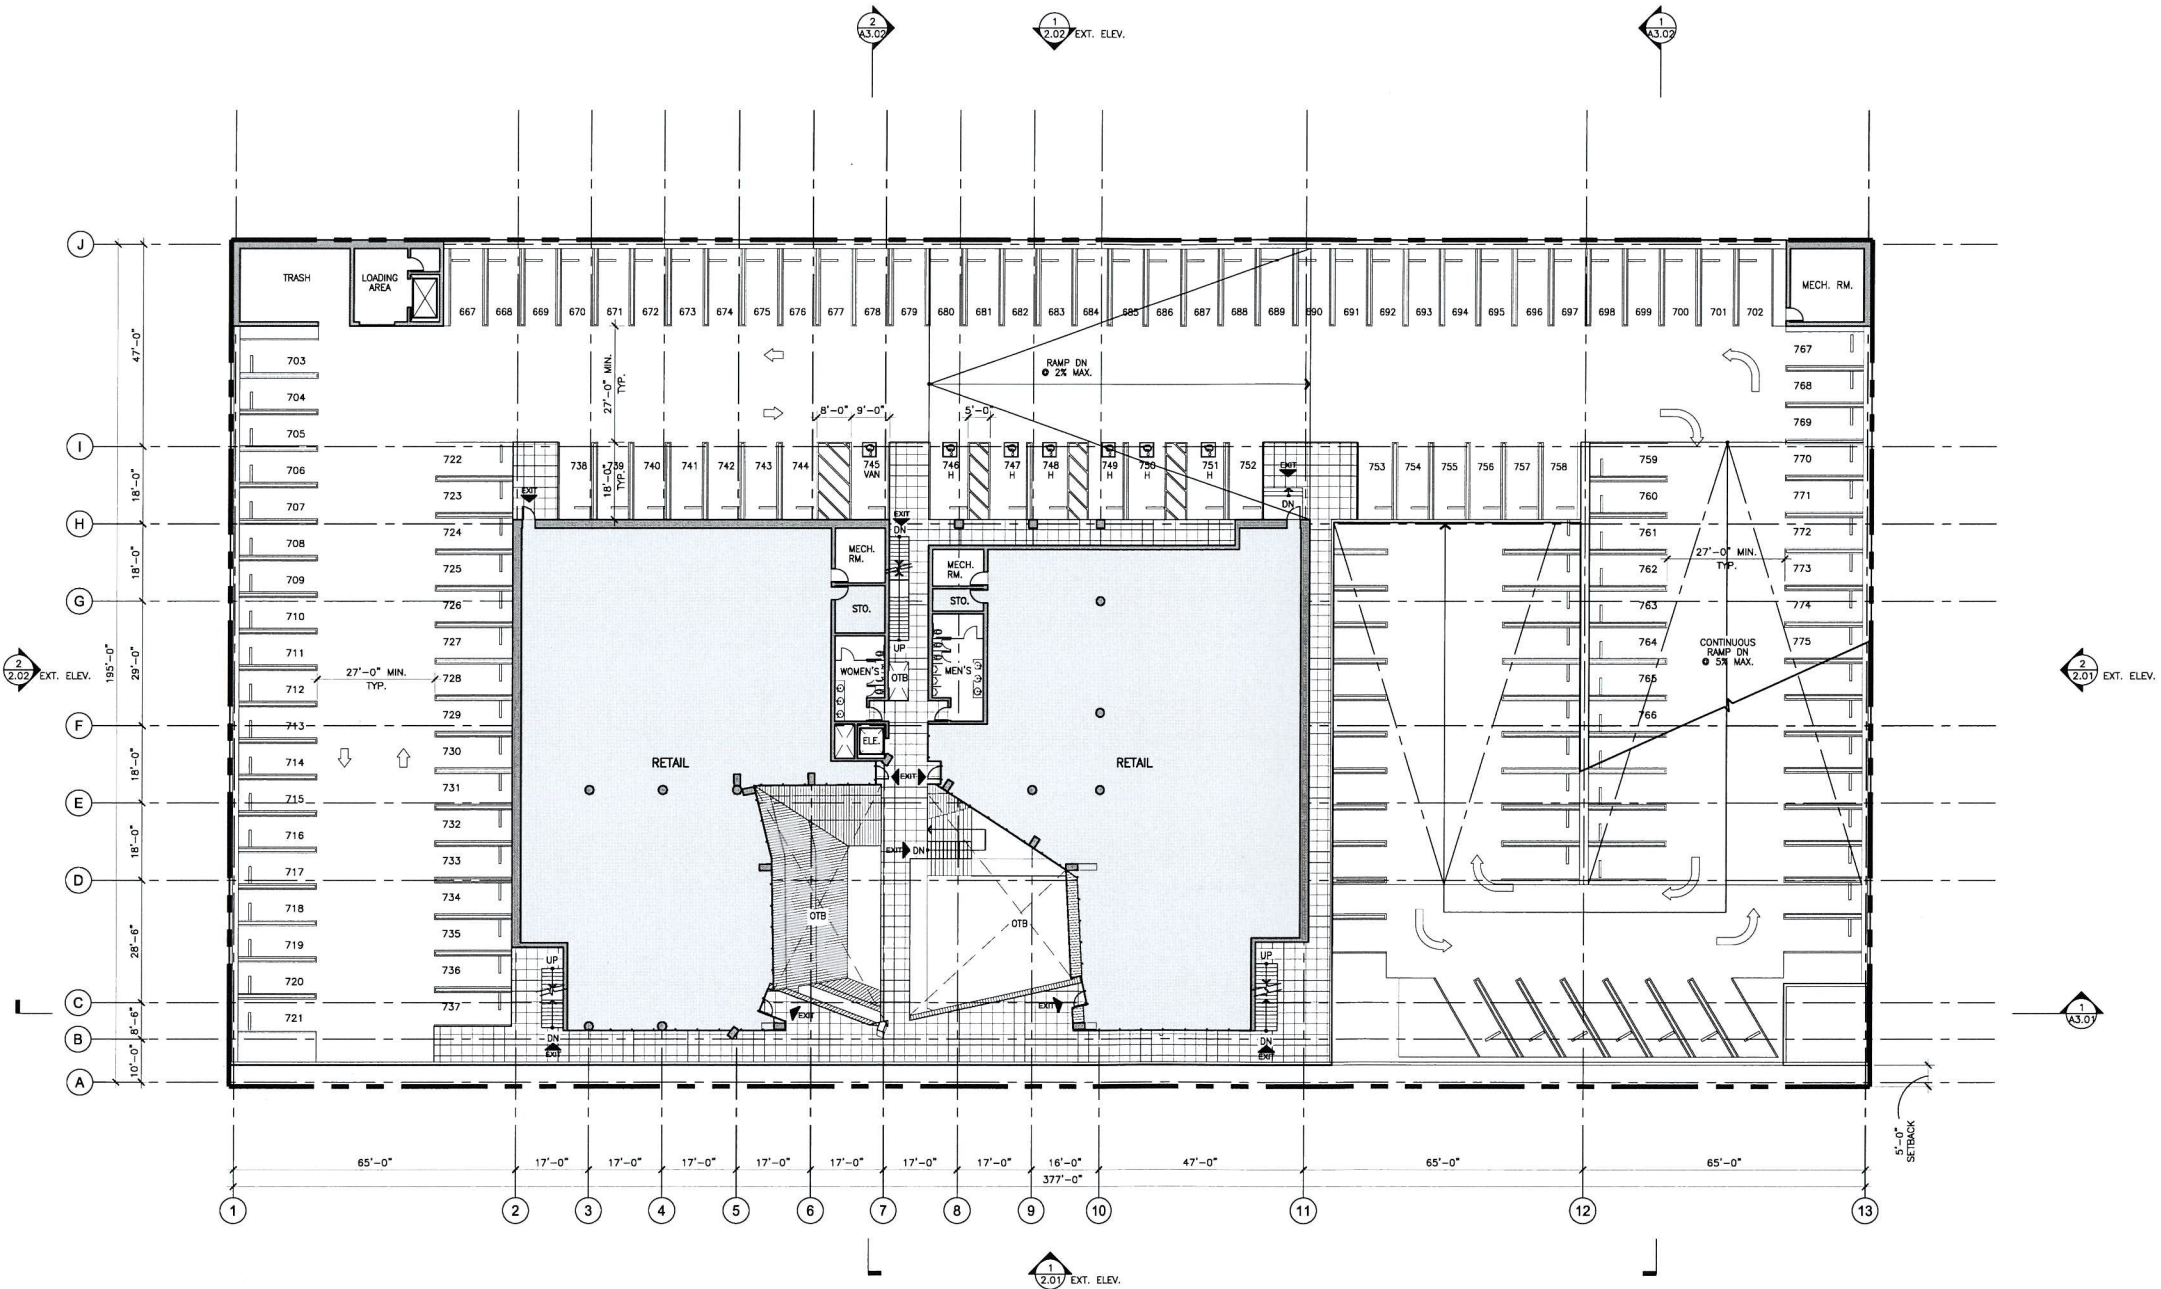 2
A3.02
1
2.02
EXT. ELEV.
1
A3.02
J
TRASH
LOADING
AREA
MECH. RM.
667 668 669 670 671 672 673 674 675 676 677 678 679 680 681 682 683 684 685 686 687 688 689 690 691 692 693 694 695 696 697 698 699 700 701 702
47'-0"
27'-0" MIN.
TYP.
RAMP DN
@ 2% MAX.
8'-0"
9'-0"
5'-0"
703
704
705
706
707
708
709
710
711
712
713
714
715
716
717
718
719
720
721
767
768
769
770
771
772
773
774
775
I
722
723
724
725
726
727
728
729
730
731
732
733
734
735
736
737
738 739 740 741 742 743 744
745
VAN
746
H
747
H
748
H
749
H
750
H
751
H
752
753 754 755 756 757 758
759
760
761
762
763
764
765
766
18'-0"
18'-0"
TYP.
EXIT
EXIT
DN
EXIT
DN
H
18'-0"
MECH.
RM.
MECH.
RM.
27'-0" MIN.
TYP.
G
STO.
STO.
195'-0"
29'-0"
UP
WOMEN'S
OTB
MEN'S
CONTINUOUS
RAMP DN
@ 5% MAX.
2
2.02
EXT. ELEV.
27'-0" MIN.
TYP.
2
2.01
EXT. ELEV.
F
ELE.
RETAIL
RETAIL
18'-0"
EXIT
E
18'-0"
EXIT DN
D
OTB
OTB
28'-6"
UP
UP
C
EXIT
EXIT
1
A3.01
8'-6"
B
DN
EXIT
DN
EXIT
10'-0"
A
5'-0"
SETBACK
65'-0" 17'-0" 17'-0" 17'-0" 17'-0" 17'-0" 17'-0" 17'-0" 16'-0" 47'-0" 65'-0" 65'-0"
377'-0"
1 2 3 4 5 6 7 8 9 10 11 12 13
1
2.01
EXT. ELEV.